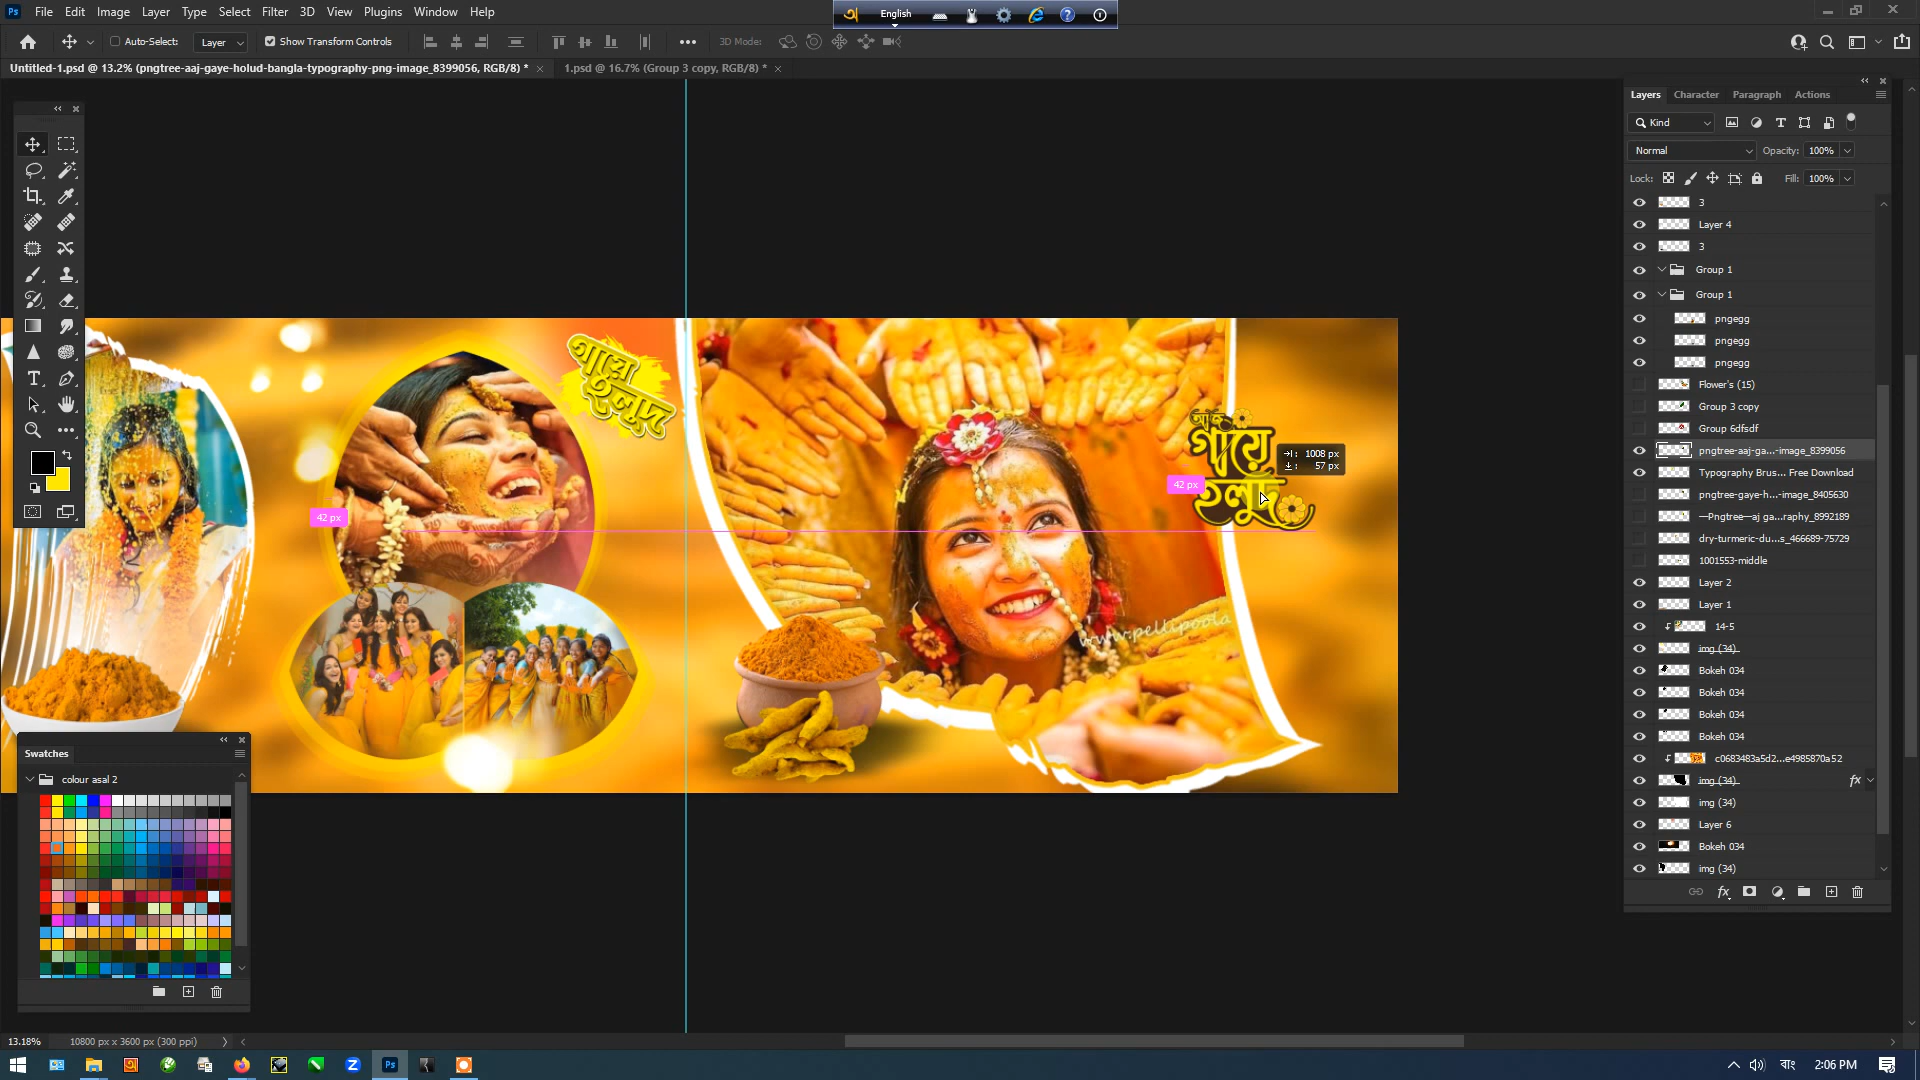 File Edit Image Layer Type Select Filter 3D View Plugins Window Help
English
Auto-Select: Layer Show Transform Controls 3D Mode:
Untitled-1.psd @ 13.2% (pngtree-aaj-gaye-holud-bangla-typography-png-image_8399056, RGB/8) *
1.psd @ 16.7% (Group 3 copy, RGB/8) *
Layers Character Paragraph Actions
Kind
Normal Opacity: 100%
Lock: Fill: 100%
3
Layer 4
3
Group 1
Group 1
pngegg
pngegg
pngegg
Flower's (15)
Group 3 copy
Group 6dfsdf
pngtree-aaj-ga...-image_8399056
Typography Brus... Free Download
pngtree-gaye-h...-image_8405630
—Pngtree—aj ga...raphy_8992189
dry-turmeric-du...s_466689-75729
1001553-middle
Layer 2
Layer 1
14-5
img (34)
Bokeh 034
Bokeh 034
Bokeh 034
Bokeh 034
c0683483a5d2...e4985870a52
img (34)
fx
img (34)
Layer 6
Bokeh 034
img (34)
গায়ে
হলুদ
আজ
গায়ে
হলুদ
1008 px
57 px
42 px
42 px
www.pellipoola
Swatches
colour asal 2
13.18% 10800 px x 3600 px (300 ppi)
বাং
2:06 PM